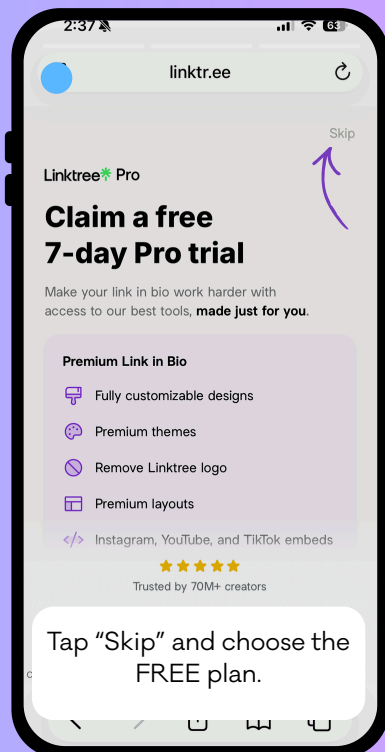 2:37
63
linktr.ee
Skip
Linktree Pro
Claim a free
7-day Pro trial
Make your link in bio work harder with
access to our best tools, made just for you.
Premium Link in Bio
Fully customizable designs
Premium themes
Remove Linktree logo
Premium layouts
Instagram, YouTube, and TikTok embeds
Trusted by 70M+ creators
Tap “Skip” and choose the
FREE plan.